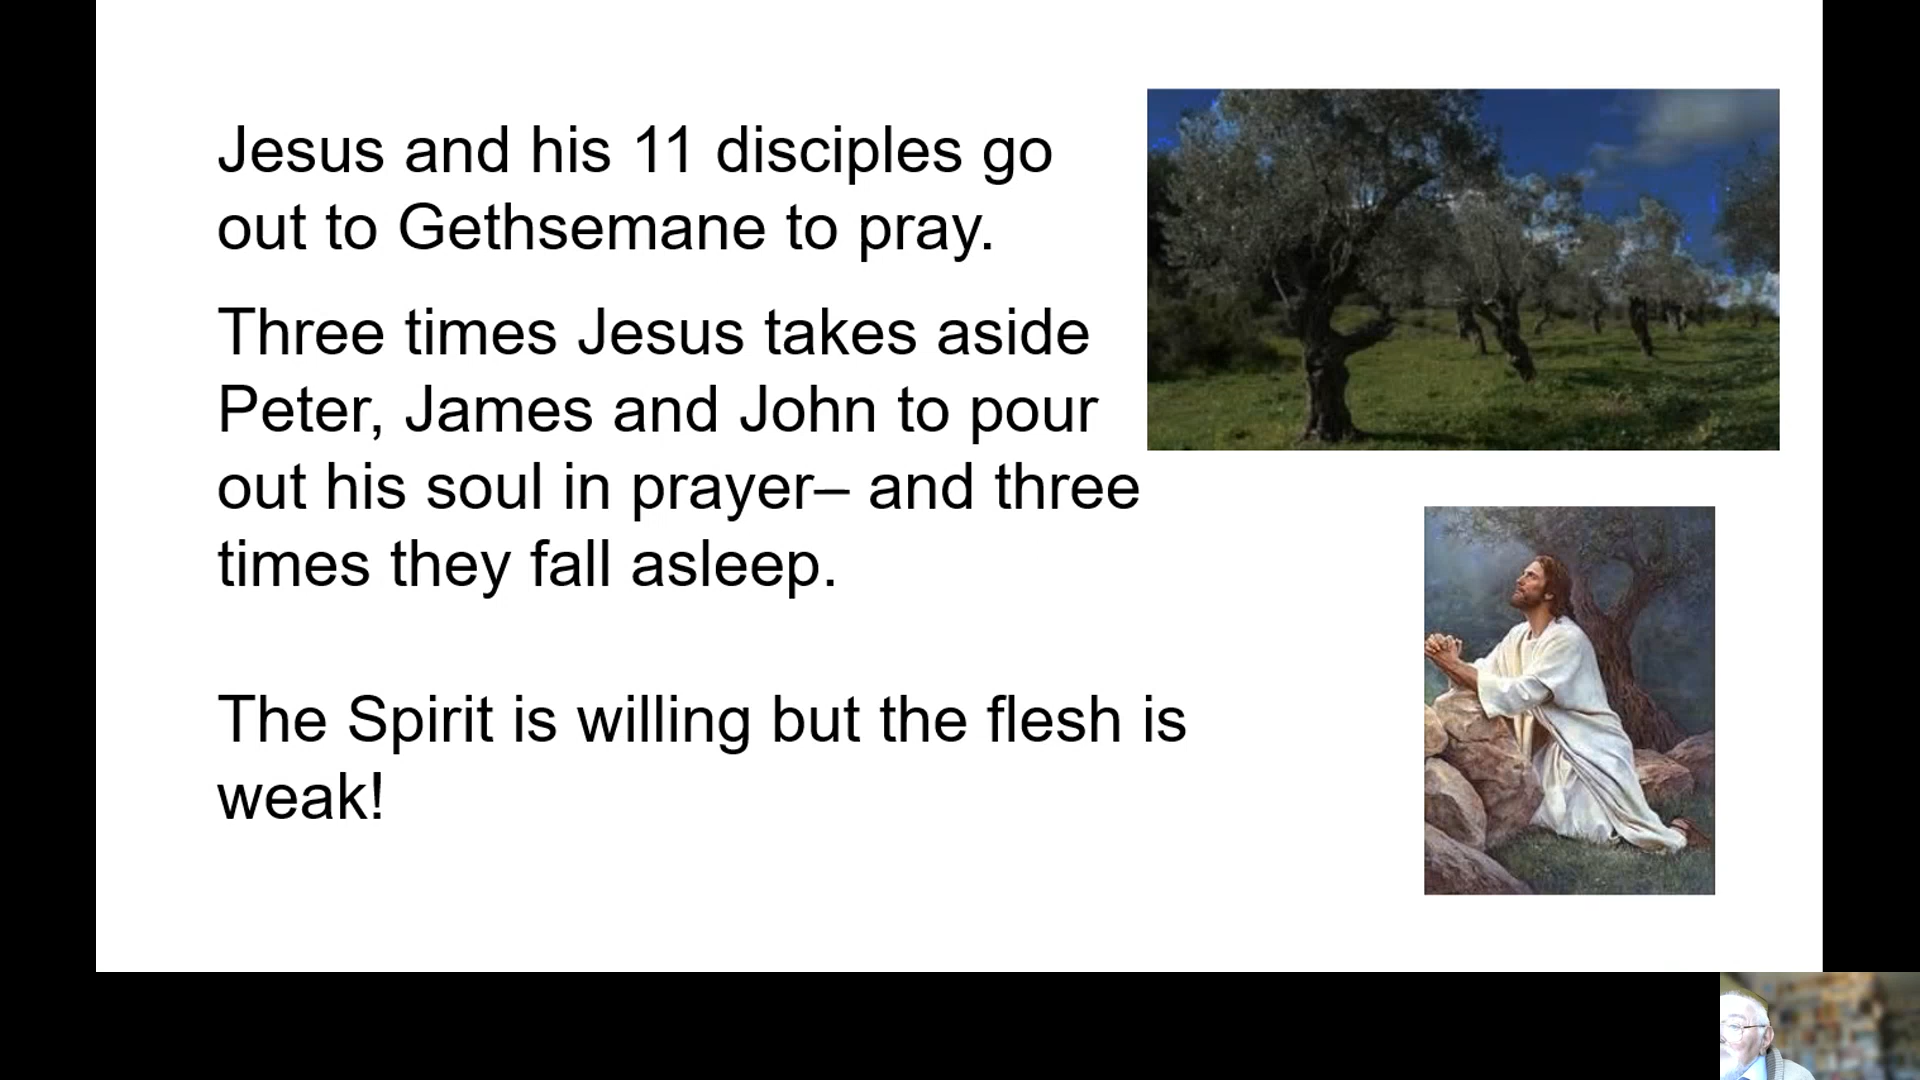 Jesus and his 11 disciples go
out to Gethsemane to pray.
Three times Jesus takes aside
Peter, James and John to pour
out his soul in prayer– and three
times they fall asleep.
The Spirit is willing but the flesh is
weak!